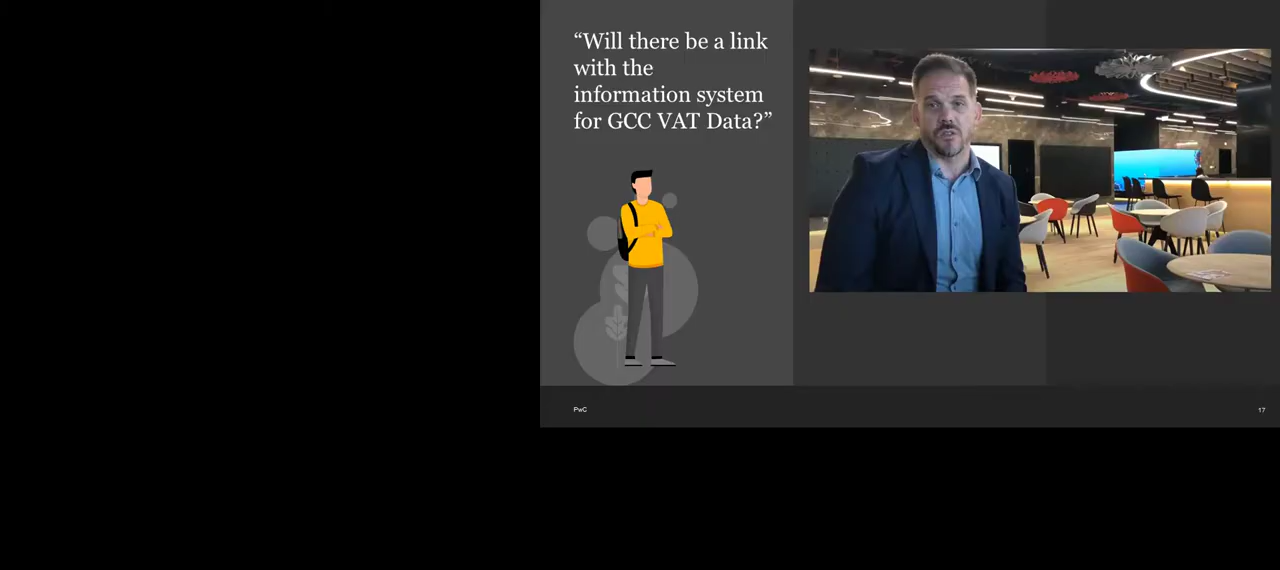 “Will there be a link
with the
information system
for GCC VAT Data?”
PwC
17